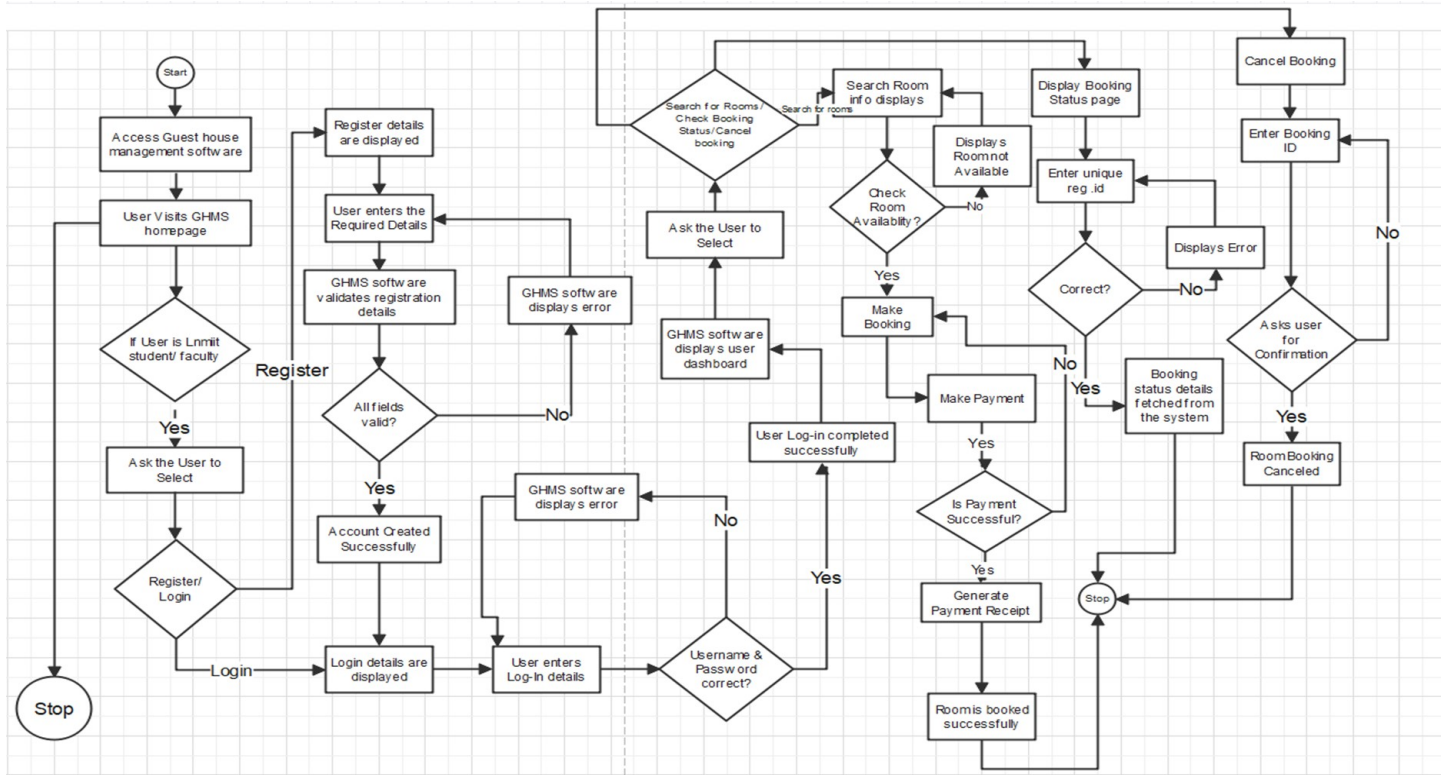 Start
Access Guest house
management software
User Visits GHMS
homepage
If User is Lnmiit
student/ faculty
Yes
Ask the User to
Select
Register/
Login
Register
Login
Stop
Register details
are displayed
User enters the
Required Details
GHMS software
validates registration
details
All fields
valid?
No
GHMS software
displays error
Yes
Account Created
Successfully
Login details are
displayed
User enters
Log-In details
GHMS software
displays error
Username &
Password
correct?
No
Yes
User Log-in completed
successfully
GHMS software
displays user
dashboard
Ask the User to
Select
Search for Rooms/
Check Booking
Status/Cancel
booking
Search for rooms
Search Room
info displays
Displays
Room not
Available
Check
Room
Availablity?
No
Yes
Make
Booking
Make Payment
Yes
Is Payment
Successful?
No
Yes
Generate
Payment Receipt
Room is booked
successfully
Display Booking
Status page
Enter unique
reg .id
Correct?
No
Displays Error
Yes
Booking
status details
fetched from
the system
Stop
Cancel Booking
Enter Booking
ID
Asks user
for
Confirmation
No
Yes
Room Booking
Canceled